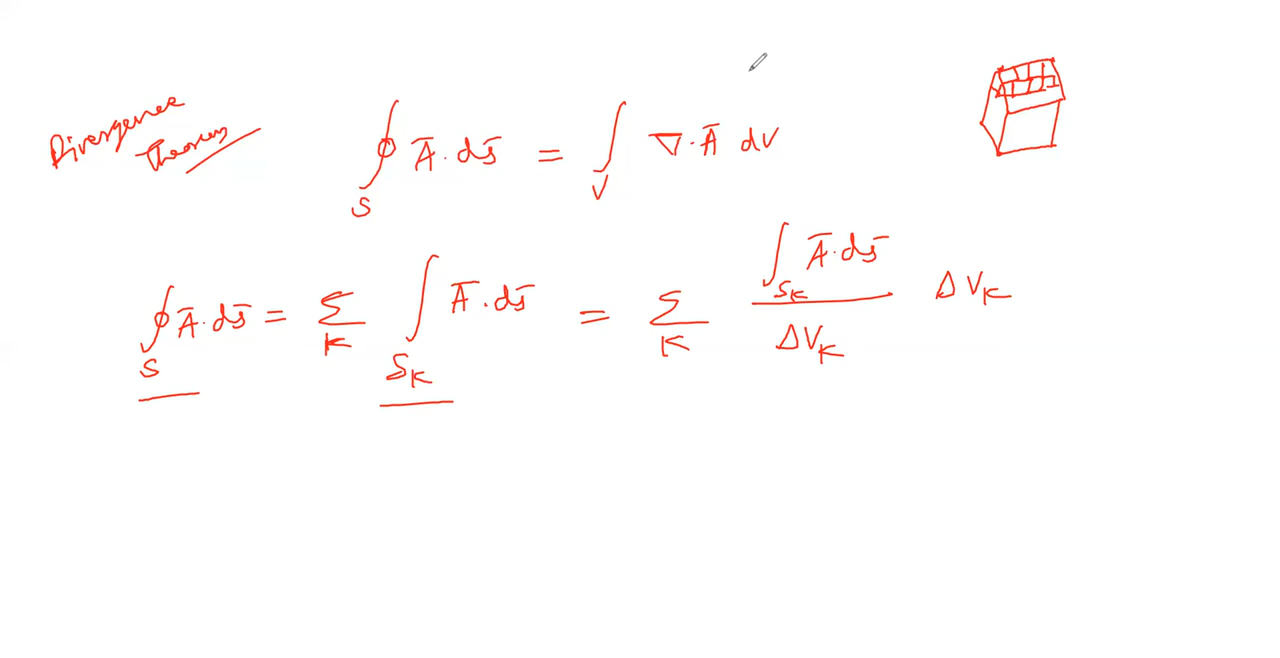 Divergence
Theorem
∮_S Ā · ds̄ = ∫_V ∇ · Ā dV
∮_S Ā · ds̄ = Σ_K ∫_{S_K} Ā · ds̄ = Σ_K (∫_{S_K} Ā · ds̄ / ΔV_K) ΔV_K